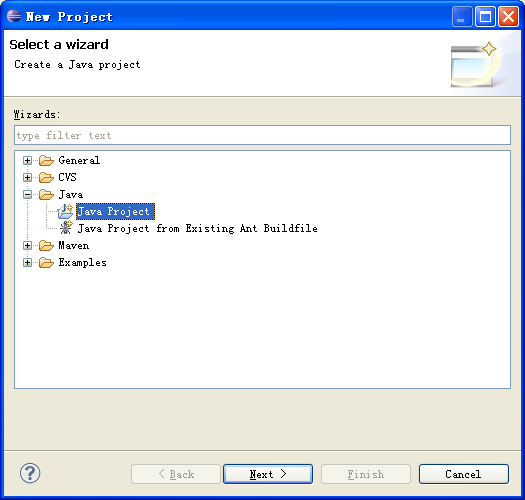 New Project
Select a wizard
Create a Java project
Wizards:
type filter text
General
CVS
Java
Java Project
Java Project from Existing Ant Buildfile
Maven
Examples
?
< Back
Next >
Finish
Cancel